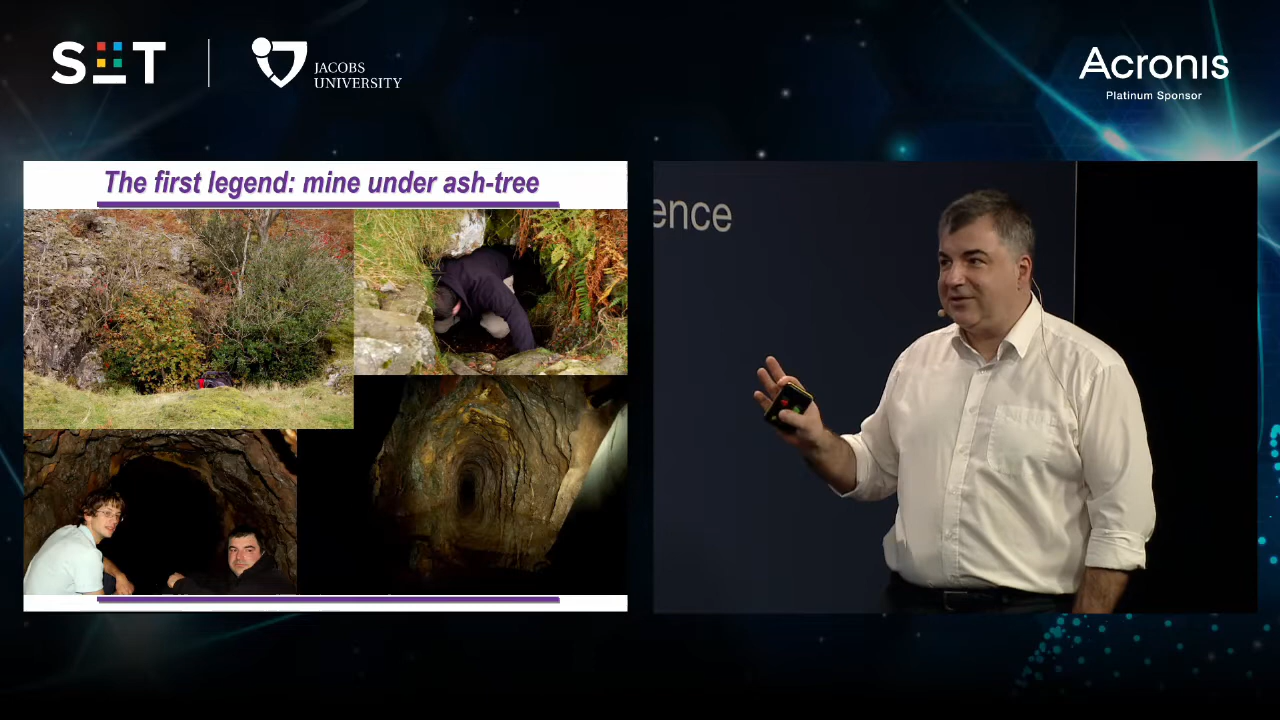 SET
JACOBS
UNIVERSITY
Acronis
Platinum Sponsor
The first legend: mine under ash-tree
ence